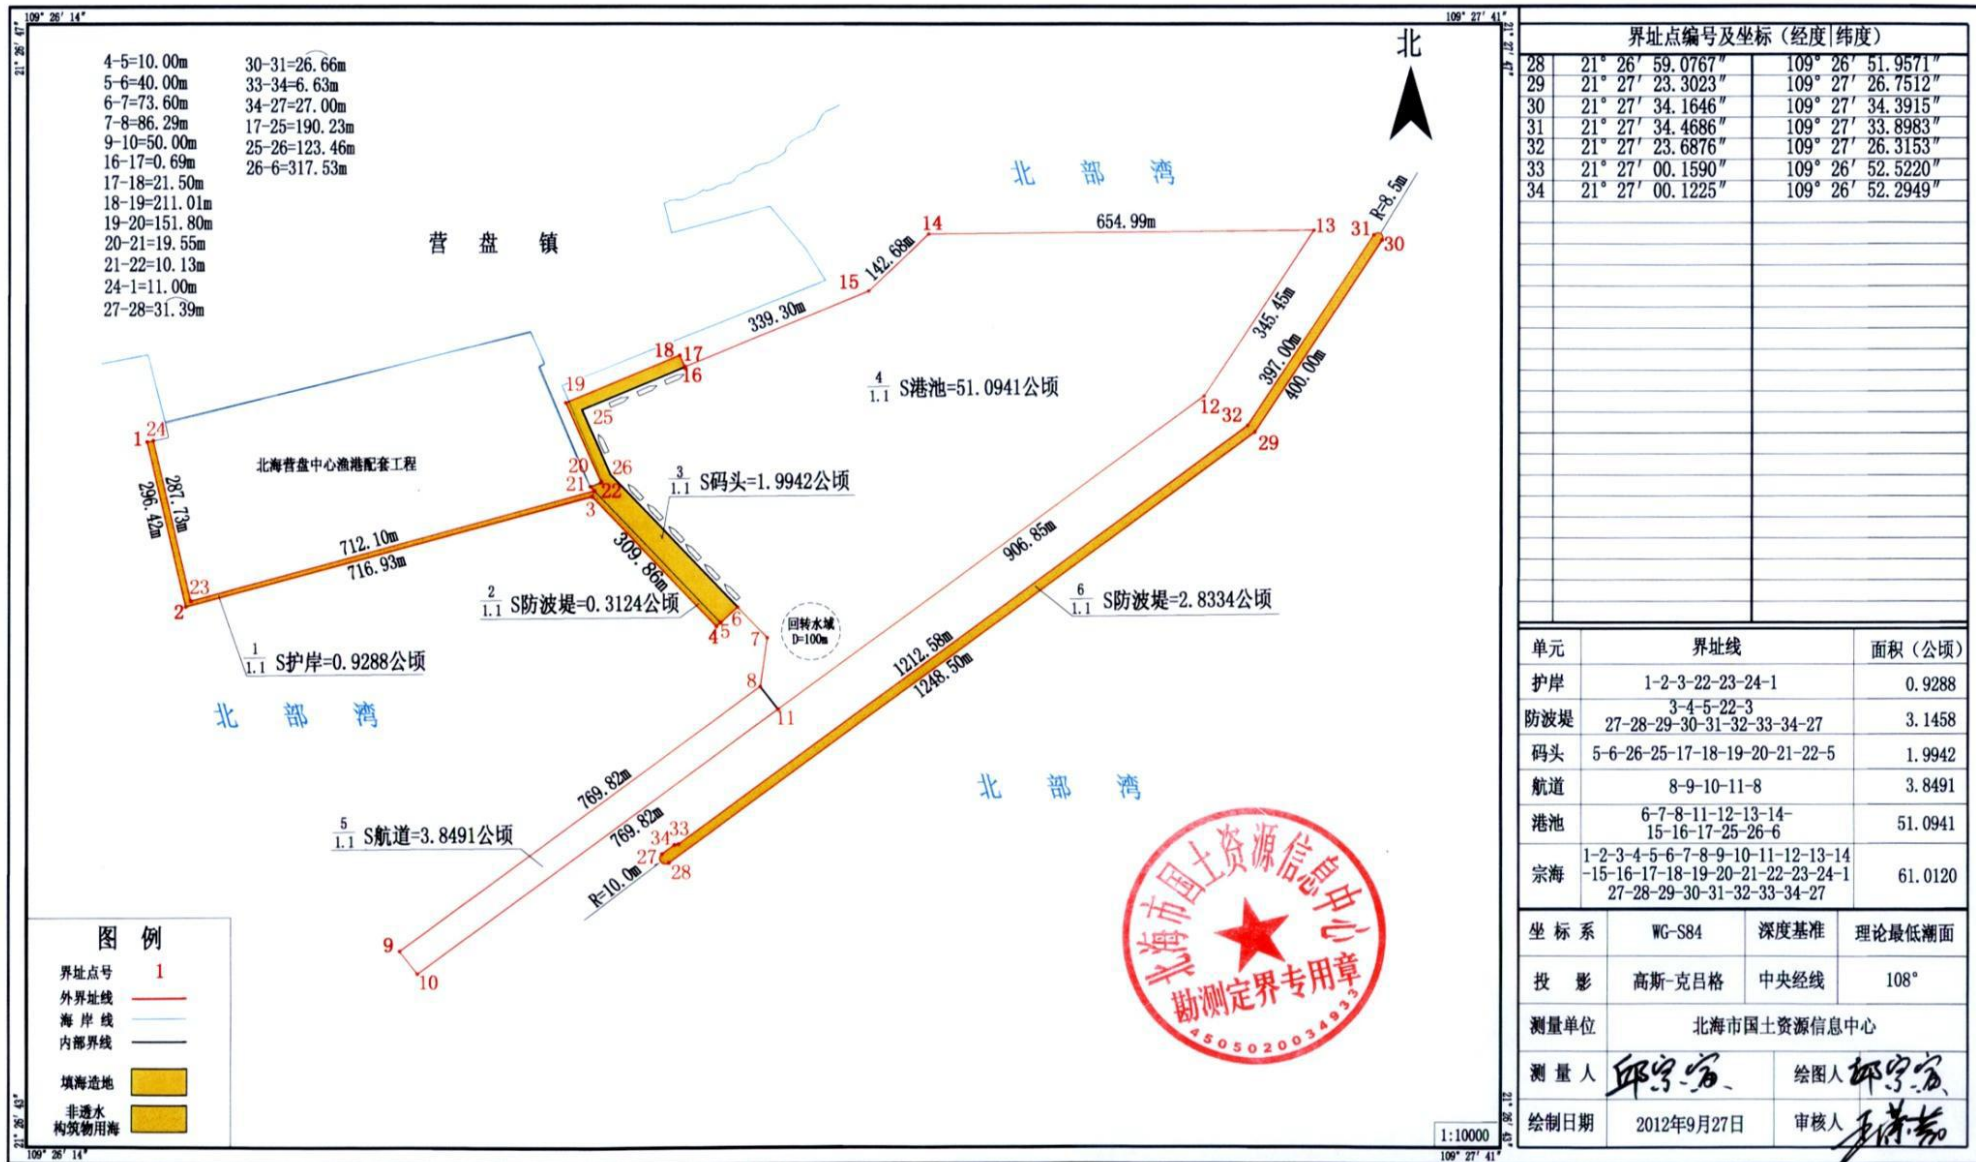 109° 26′ 14″
109° 27′ 41″
21° 26′ 47″
21° 27′ 47″
4-5=10.00m
5-6=40.00m
6-7=73.60m
7-8=86.29m
9-10=50.00m
16-17=0.69m
17-18=21.50m
18-19=211.01m
19-20=151.80m
20-21=19.55m
21-22=10.13m
24-1=11.00m
27-28=31.39m
30-31=26.66m
33-34=6.63m
34-27=27.00m
17-25=190.23m
25-26=123.46m
26-6=317.53m
北
北 部 湾
营 盘 镇
R=8.5m
14
654.99m
13
31
30
142.68m
15
339.30m
345.45m
397.00m
400.00m
18
17
16
19
4/1.1 S港池=51.0941公顷
12
32
29
25
1
24
北海营盘中心渔港配套工程
20
26
21
22
3
3/1.1 S码头=1.9942公顷
287.73m
296.42m
712.10m
716.93m
309.86m
906.85m
23
2
2/1.1 S防波堤=0.3124公顷
6/1.1 S防波堤=2.8334公顷
4
5
6
7
回转水域
D=100m
1/1.1 S护岸=0.9288公顷
1212.58m
1248.50m
8
11
北 部 湾
769.82m
769.82m
北 部 湾
5/1.1 S航道=3.8491公顷
34
33
27
28
R=10.0m
9
10
图 例
界址点号 1
外界址线
海 岸 线
内部界线
填海造地
非透水
构筑物用海
北海市国土资源信息中心
勘测定界专用章
4505020034933
1:10000
21° 26′ 43″
109° 26′ 14″
21° 26′ 43″
109° 27′ 41″
界址点编号及坐标（经度|纬度）
28 21° 26′ 59.0767″ 109° 26′ 51.9571″
29 21° 27′ 23.3023″ 109° 27′ 26.7512″
30 21° 27′ 34.1646″ 109° 27′ 34.3915″
31 21° 27′ 34.4686″ 109° 27′ 33.8983″
32 21° 27′ 23.6876″ 109° 27′ 26.3153″
33 21° 27′ 00.1590″ 109° 26′ 52.5220″
34 21° 27′ 00.1225″ 109° 26′ 52.2949″
单元 界址线 面积（公顷）
护岸 1-2-3-22-23-24-1 0.9288
防波堤 3-4-5-22-3
27-28-29-30-31-32-33-34-27 3.1458
码头 5-6-26-25-17-18-19-20-21-22-5 1.9942
航道 8-9-10-11-8 3.8491
港池 6-7-8-11-12-13-14-
15-16-17-25-26-6 51.0941
宗海 1-2-3-4-5-6-7-8-9-10-11-12-13-14
-15-16-17-18-19-20-21-22-23-24-1
27-28-29-30-31-32-33-34-27 61.0120
坐 标 系 WG-S84 深度基准 理论最低潮面
投 影 高斯-克吕格 中央经线 108°
测量单位 北海市国土资源信息中心
测 量 人 绘图人
绘制日期 2012年9月27日 审核人